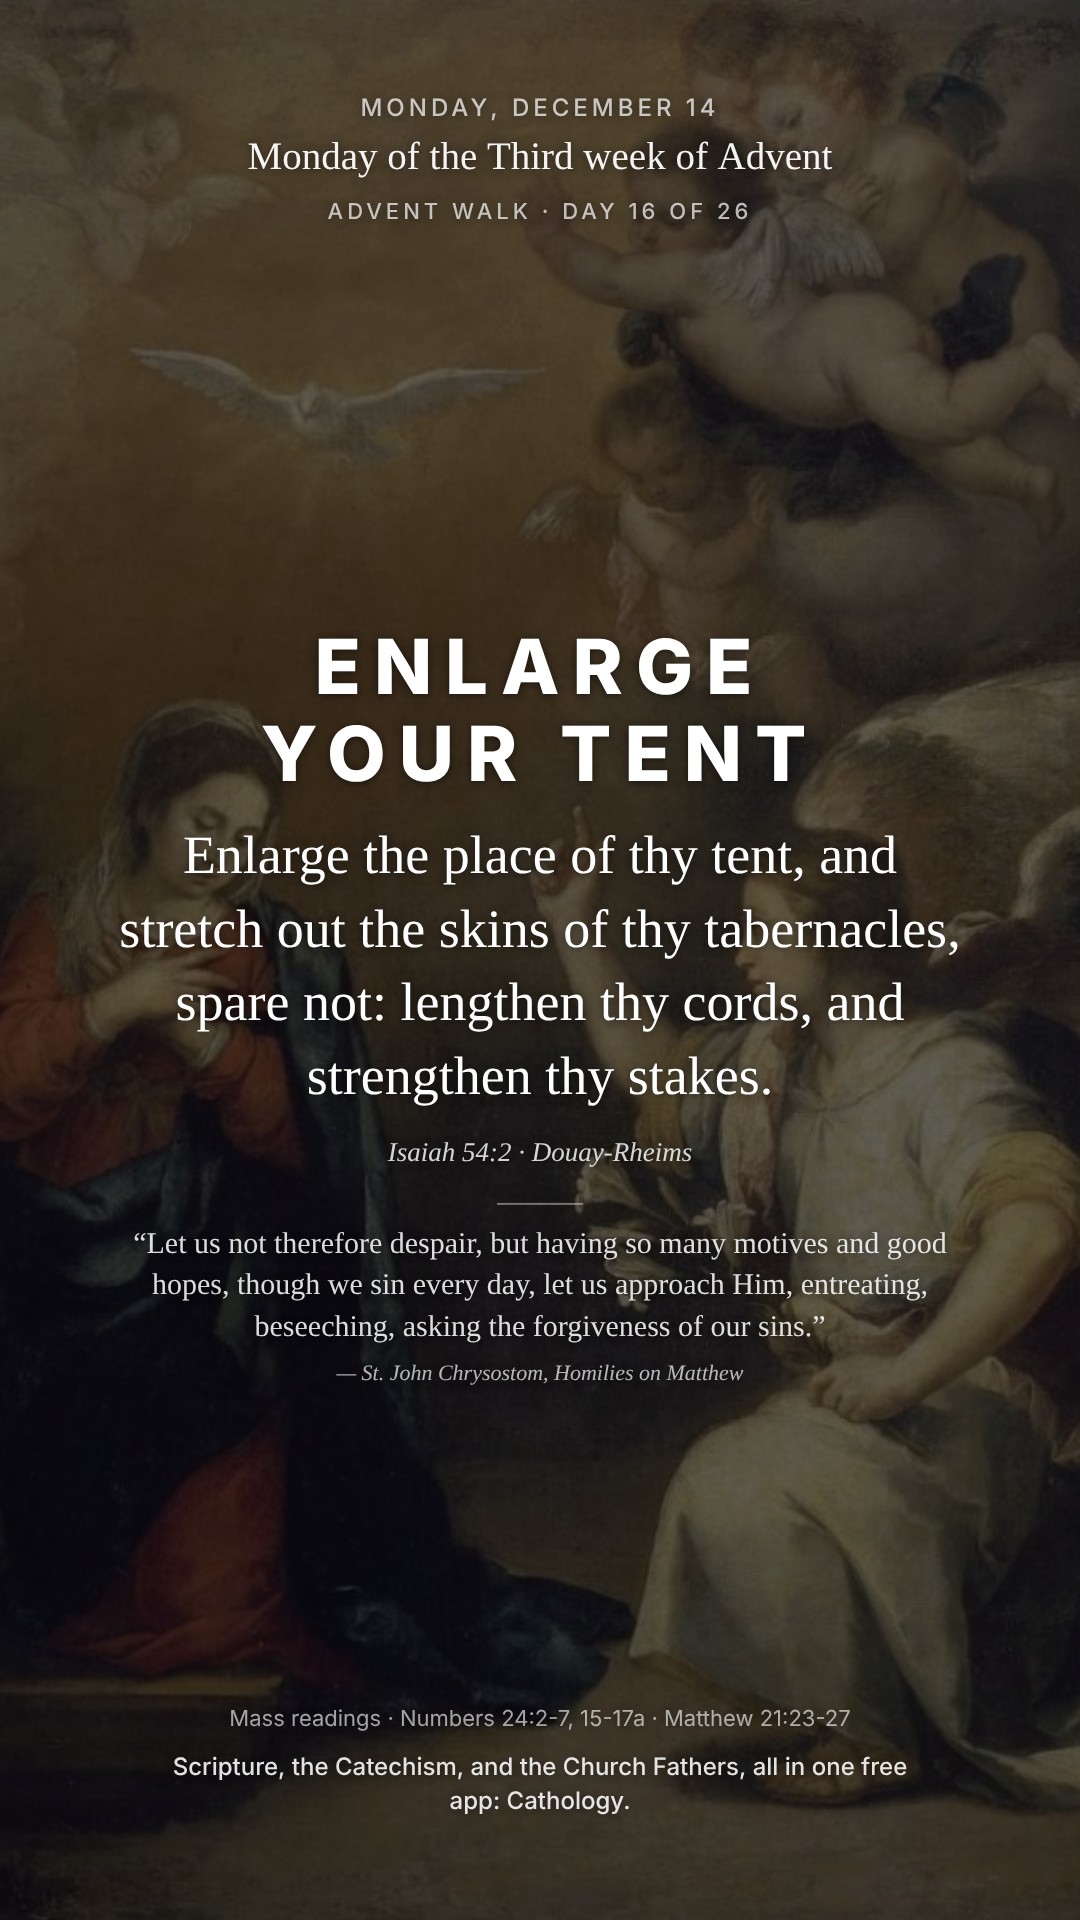 MONDAY, DECEMBER 14
Monday of the Third week of Advent
ADVENT WALK · DAY 16 OF 26
ENLARGE
YOUR TENT
Enlarge the place of thy tent, and
stretch out the skins of thy tabernacles,
spare not: lengthen thy cords, and
strengthen thy stakes.
Isaiah 54:2 · Douay-Rheims
“Let us not therefore despair, but having so many motives and good
hopes, though we sin every day, let us approach Him, entreating,
beseeching, asking the forgiveness of our sins.”
— St. John Chrysostom, Homilies on Matthew
Mass readings · Numbers 24:2-7, 15-17a · Matthew 21:23-27
Scripture, the Catechism, and the Church Fathers, all in one free
app: Cathology.